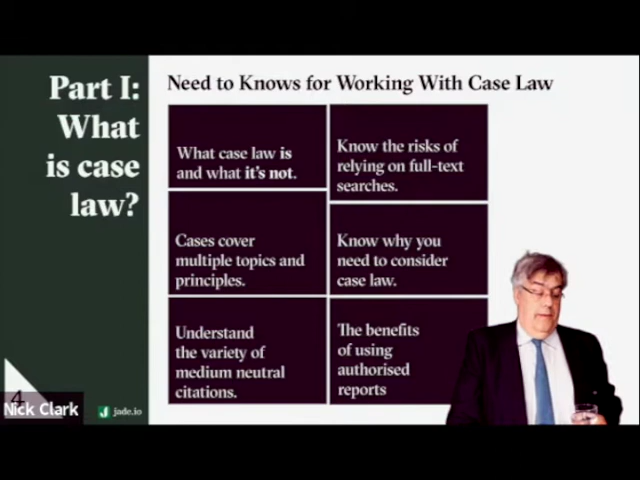 Part I:
What
is case
law?
Need to Knows for Working With Case Law
What case law is
and what it's not.
Know the risks of
relying on full-text
searches.
Cases cover
multiple topics and
principles.
Know why you
need to consider
case law.
Understand
the variety of
medium neutral
citations.
The benefits
of using
authorised
reports
4
Nick Clark
jade.io